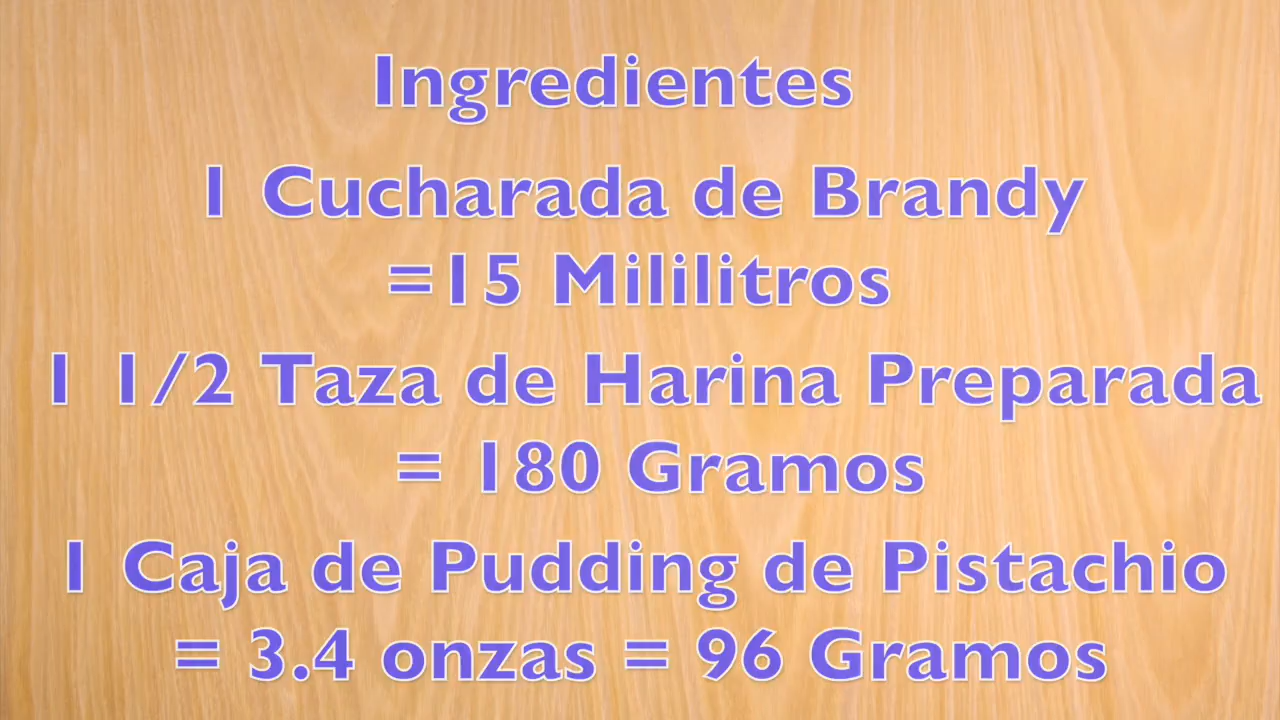 Ingredientes
1 Cucharada de Brandy
=15 Mililitros
1 1/2 Taza de Harina Preparada
= 180 Gramos
1 Caja de Pudding de Pistachio
= 3.4 onzas = 96 Gramos